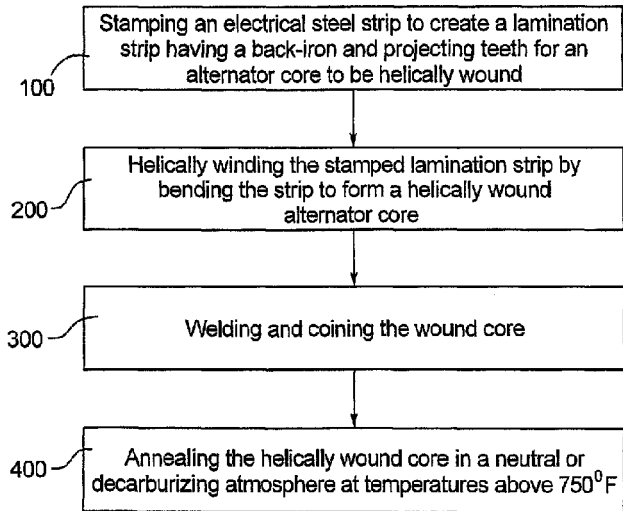 Stamping an electrical steel strip to create a lamination
strip having a back-iron and projecting teeth for an
alternator core to be helically wound
100
Helically winding the stamped lamination strip by
bending the strip to form a helically wound
alternator core
200
Welding and coining the wound core
300
Annealing the helically wound core in a neutral or
decarburizing atmosphere at temperatures above 750⁰F
400